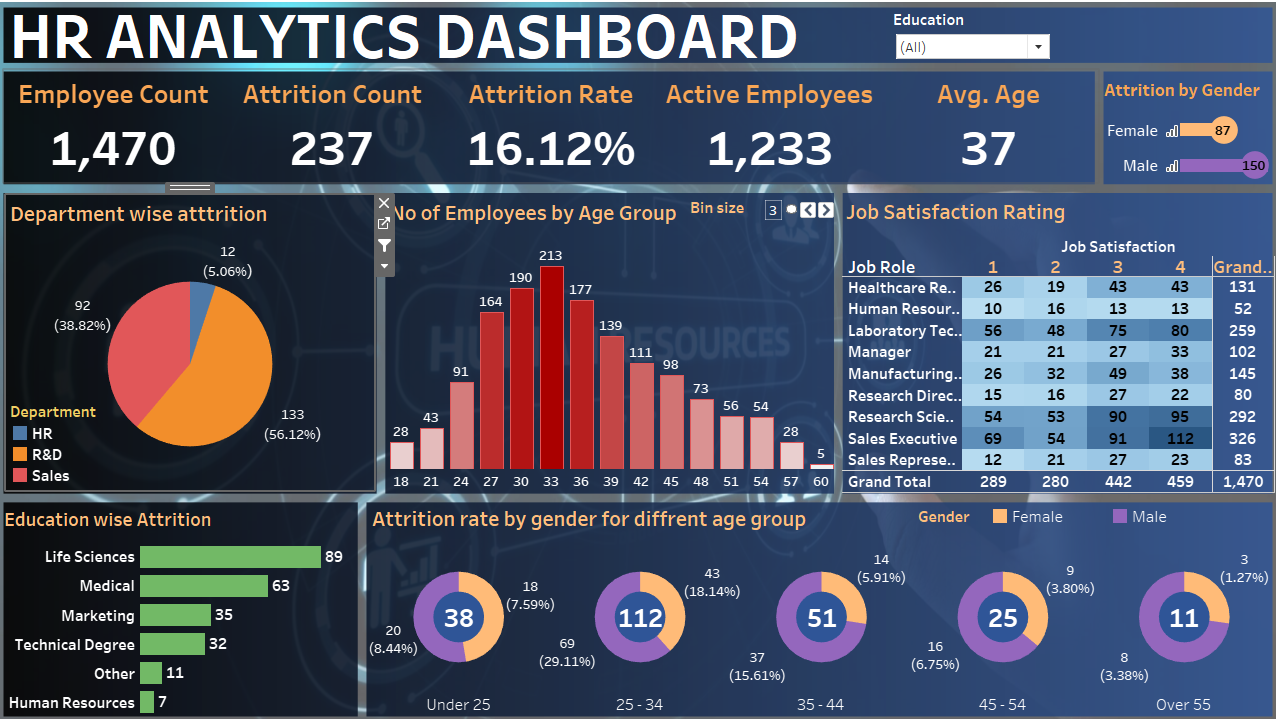 HR ANALYTICS DASHBOARD
Education
(All)
Employee Count
Attrition Count
Attrition Rate
Active Employees
Avg. Age
1,470
237
16.12%
1,233
37
Attrition by Gender
Female 87
Male 150
Department wise atttrition
12
(5.06%)
92
(38.82%)
133
(56.12%)
Department
HR
R&D
Sales
No of Employees by Age Group
Bin size
3
28 43 91 164 190 213 177 139 111 98 73 56 54 28 5
18 21 24 27 30 33 36 39 42 45 48 51 54 57 60
HUMAN RESOURCES
Job Satisfaction Rating
Job Satisfaction
Job Role 1 2 3 4 Grand..
Healthcare Re.. 26 19 43 43 131
Human Resour.. 10 16 13 13 52
Laboratory Tec.. 56 48 75 80 259
Manager 21 21 27 33 102
Manufacturing.. 26 32 49 38 145
Research Direc.. 15 16 27 22 80
Research Scie.. 54 53 90 95 292
Sales Executive 69 54 91 112 326
Sales Represe.. 12 21 27 23 83
Grand Total 289 280 442 459 1,470
Education wise Attrition
Life Sciences 89
Medical 63
Marketing 35
Technical Degree 32
Other 11
Human Resources 7
Attrition rate by gender for diffrent age group
Gender
Female
Male
18
(7.59%)
38
20
(8.44%)
Under 25
43
(18.14%)
112
69
(29.11%)
25 - 34
14
(5.91%)
51
37
(15.61%)
35 - 44
9
(3.80%)
25
16
(6.75%)
45 - 54
3
(1.27%)
11
8
(3.38%)
Over 55